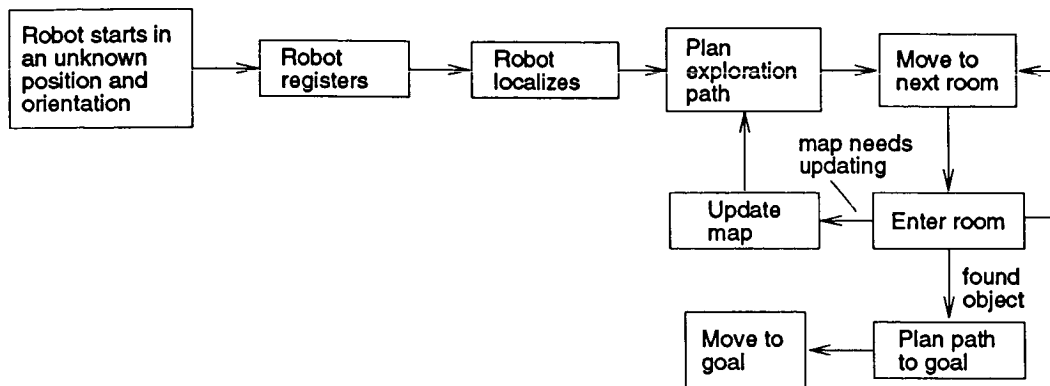 Robot starts in
an unknown
position and
orientation
Robot
registers
Robot
localizes
Plan
exploration
path
Move to
next room
map needs
updating
Update
map
Enter room
found
object
Move to
goal
Plan path
to goal